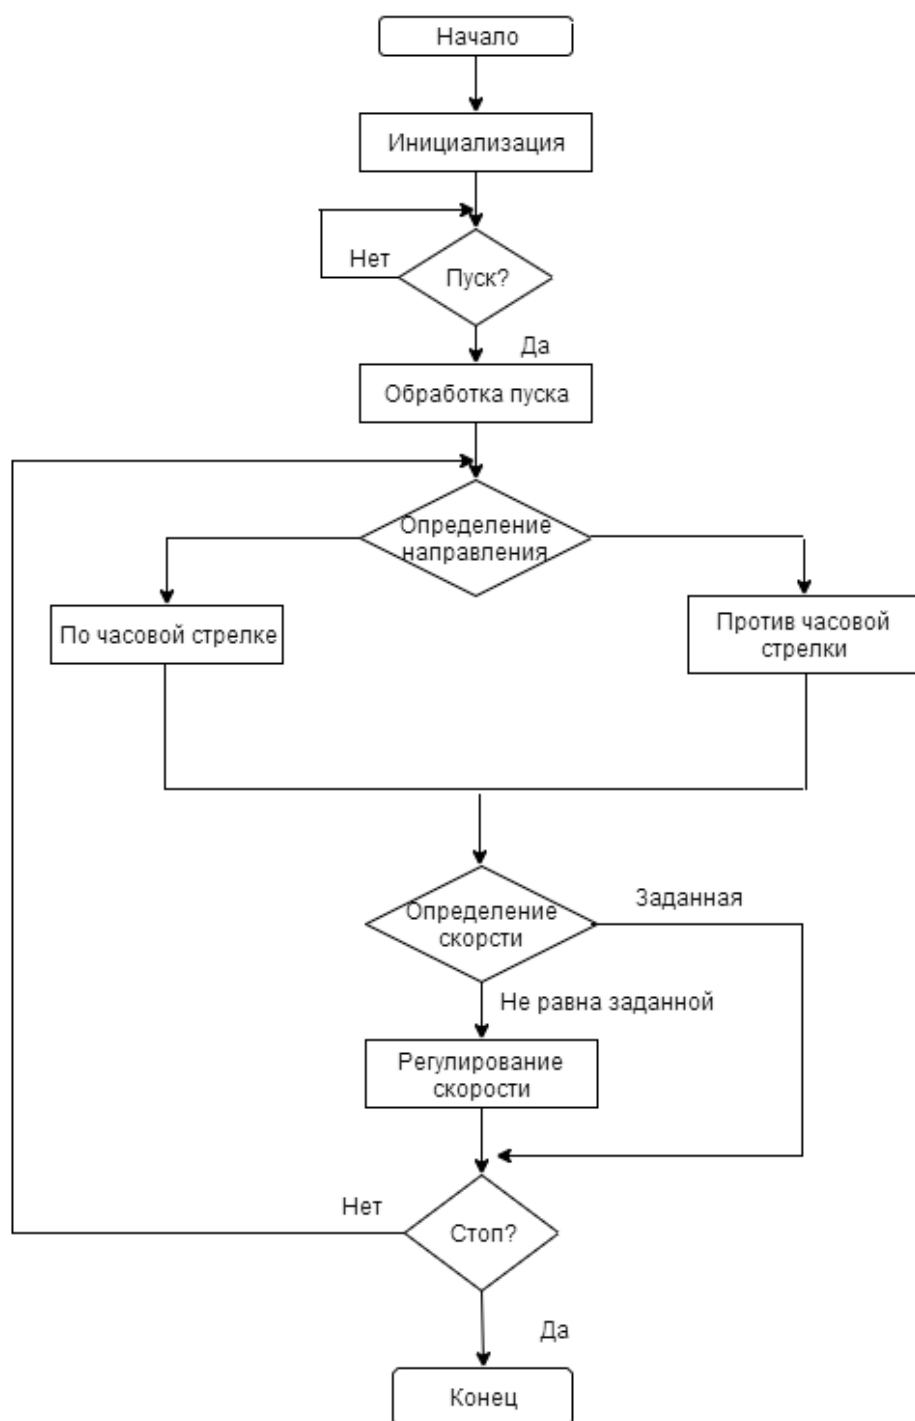 Начало
Инициализация
Нет
Пуск?
Да
Обработка пуска
Определение
направления
По часовой стрелке
Против часовой
стрелки
Заданная
Определение
скорсти
Не равна заданной
Регулирование
скорости
Нет
Стоп?
Да
Конец